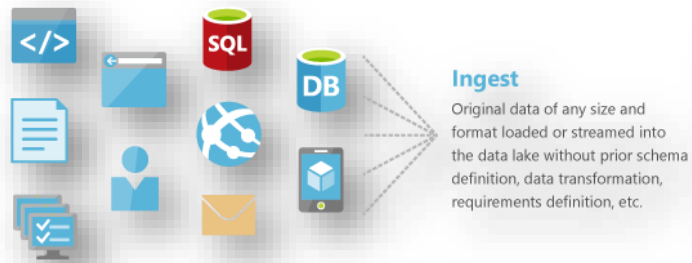 </>
SQL
DB
Ingest
Original data of any size and
format loaded or streamed into
the data lake without prior schema
definition, data transformation,
requirements definition, etc.